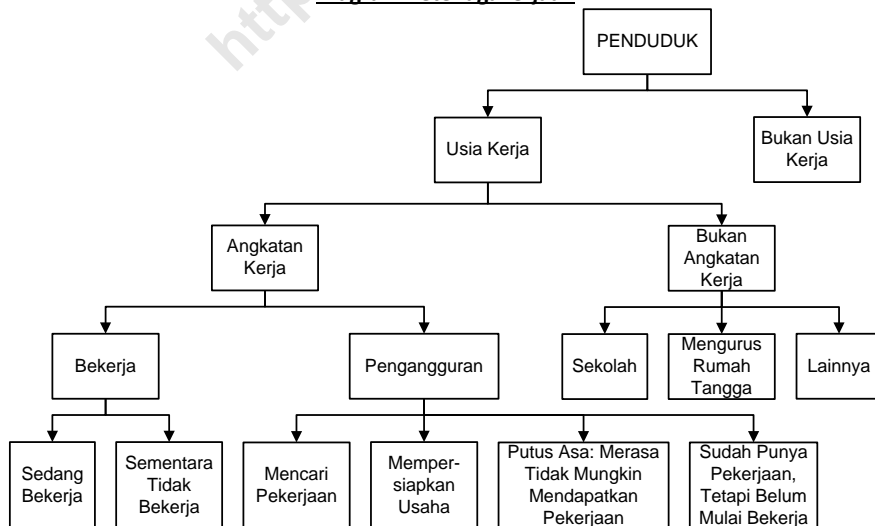 PENDUDUK
Usia Kerja
Bukan Usia
Kerja
Angkatan
Kerja
Bukan
Angkatan
Kerja
Bekerja
Pengangguran
Sekolah
Mengurus
Rumah
Tangga
Lainnya
Sedang
Bekerja
Sementara
Tidak
Bekerja
Mencari
Pekerjaan
Memper-
siapkan
Usaha
Putus Asa: Merasa
Tidak Mungkin
Mendapatkan
Pekerjaan
Sudah Punya
Pekerjaan,
Tetapi Belum
Mulai Bekerja